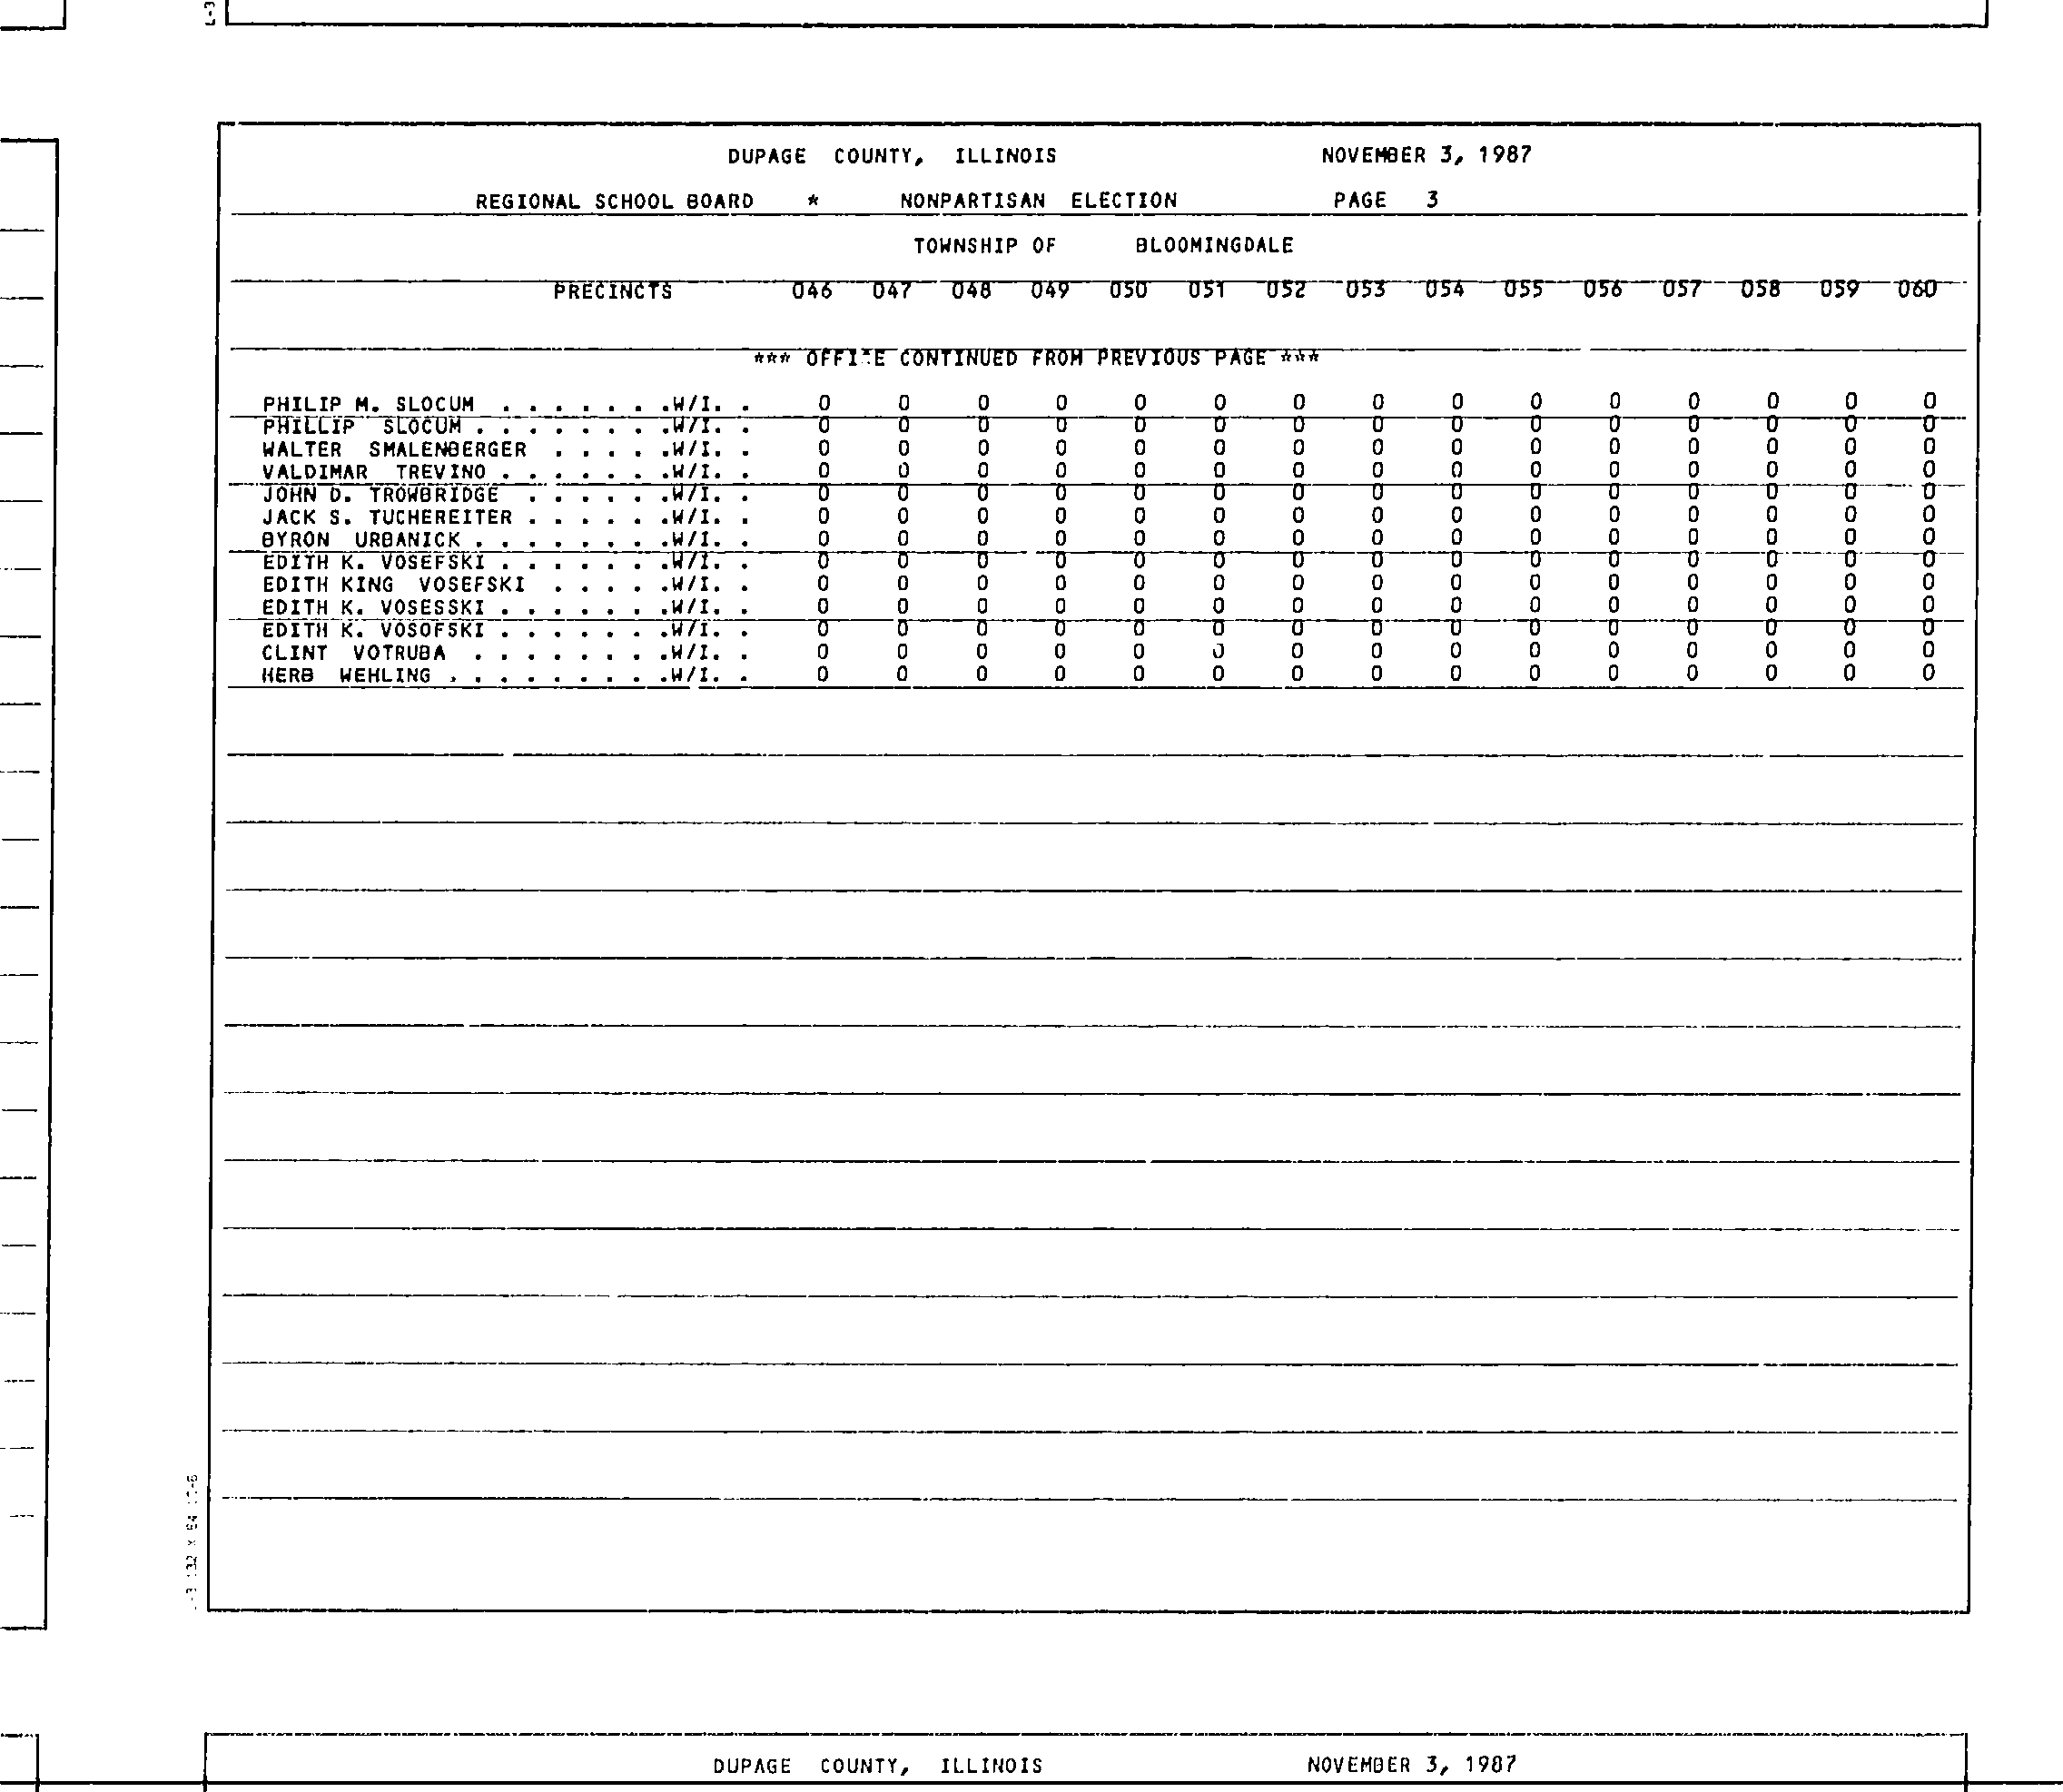 L-3
DUPAGE COUNTY, ILLINOIS NOVEMBER 3, 1987
REGIONAL SCHOOL BOARD * NONPARTISAN ELECTION PAGE 3
TOWNSHIP OF BLOOMINGDALE
PRECINCTS 046 047 048 049 050 051 052 053 054 055 056 057 058 059 060
*** OFFICE CONTINUED FROM PREVIOUS PAGE ***
PHILIP M. SLOCUM . . . . . . .W/I. . 0 0 0 0 0 0 0 0 0 0 0 0 0 0 0
PHILLIP SLOCUM . . . . . . . .W/I. . 0 0 0 0 0 0 0 0 0 0 0 0 0 0 0
WALTER SMALENBERGER . . . . .W/I. . 0 0 0 0 0 0 0 0 0 0 0 0 0 0 0
VALDIMAR TREVINO . . . . . . .W/I. . 0 0 0 0 0 0 0 0 0 0 0 0 0 0 0
JOHN D. TROWBRIDGE . . . . . .W/I. . 0 0 0 0 0 0 0 0 0 0 0 0 0 0 0
JACK S. TUCHEREITER . . . . . .W/I. . 0 0 0 0 0 0 0 0 0 0 0 0 0 0 0
BYRON URBANICK . . . . . . . .W/I. . 0 0 0 0 0 0 0 0 0 0 0 0 0 0 0
EDITH K. VOSEFSKI . . . . . . .W/I. . 0 0 0 0 0 0 0 0 0 0 0 0 0 0 0
EDITH KING VOSEFSKI . . . . .W/I. . 0 0 0 0 0 0 0 0 0 0 0 0 0 0 0
EDITH K. VOSESSKI . . . . . . .W/I. . 0 0 0 0 0 0 0 0 0 0 0 0 0 0 0
EDITH K. VOSOFSKI . . . . . . .W/I. . 0 0 0 0 0 0 0 0 0 0 0 0 0 0 0
CLINT VOTRUBA . . . . . . . .W/I. . 0 0 0 0 0 0 0 0 0 0 0 0 0 0 0
HERB WEHLING . . . . . . . . .W/I. . 0 0 0 0 0 0 0 0 0 0 0 0 0 0 0
DUPAGE COUNTY, ILLINOIS NOVEMBER 3, 1987